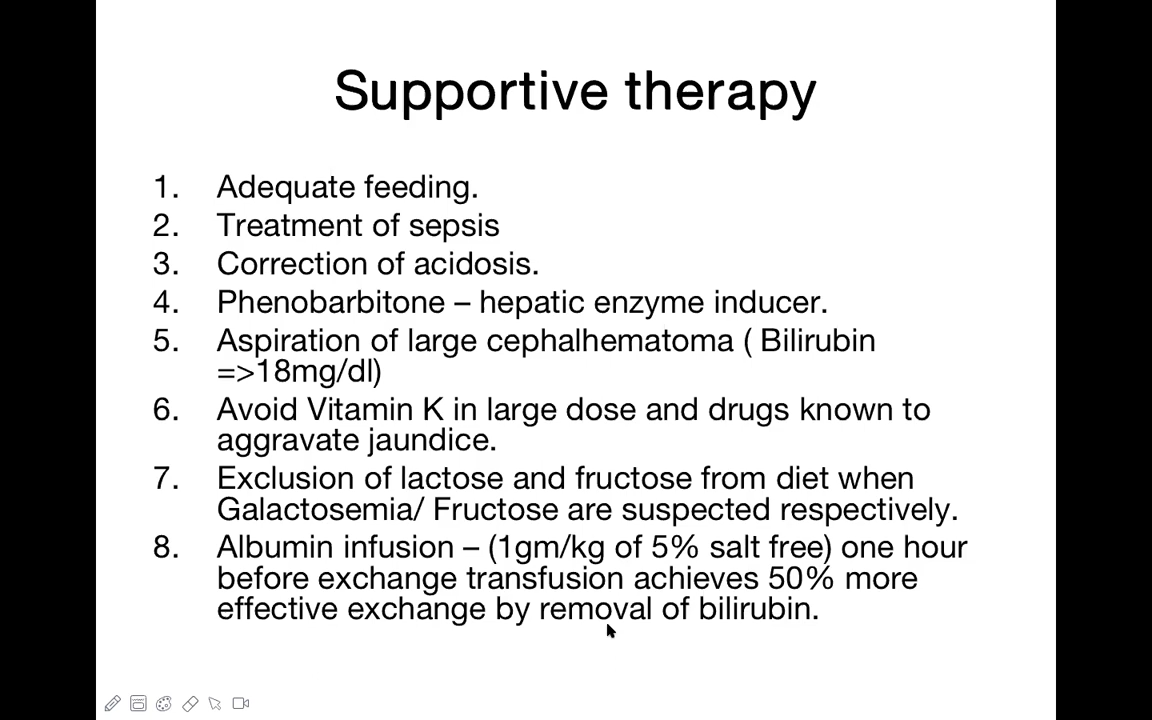 Supportive therapy
1. Adequate feeding.
2. Treatment of sepsis
3. Correction of acidosis.
4. Phenobarbitone – hepatic enzyme inducer.
5. Aspiration of large cephalhematoma ( Bilirubin
=>18mg/dl)
6. Avoid Vitamin K in large dose and drugs known to
aggravate jaundice.
7. Exclusion of lactose and fructose from diet when
Galactosemia/ Fructose are suspected respectively.
8. Albumin infusion – (1gm/kg of 5% salt free) one hour
before exchange transfusion achieves 50% more
effective exchange by removal of bilirubin.